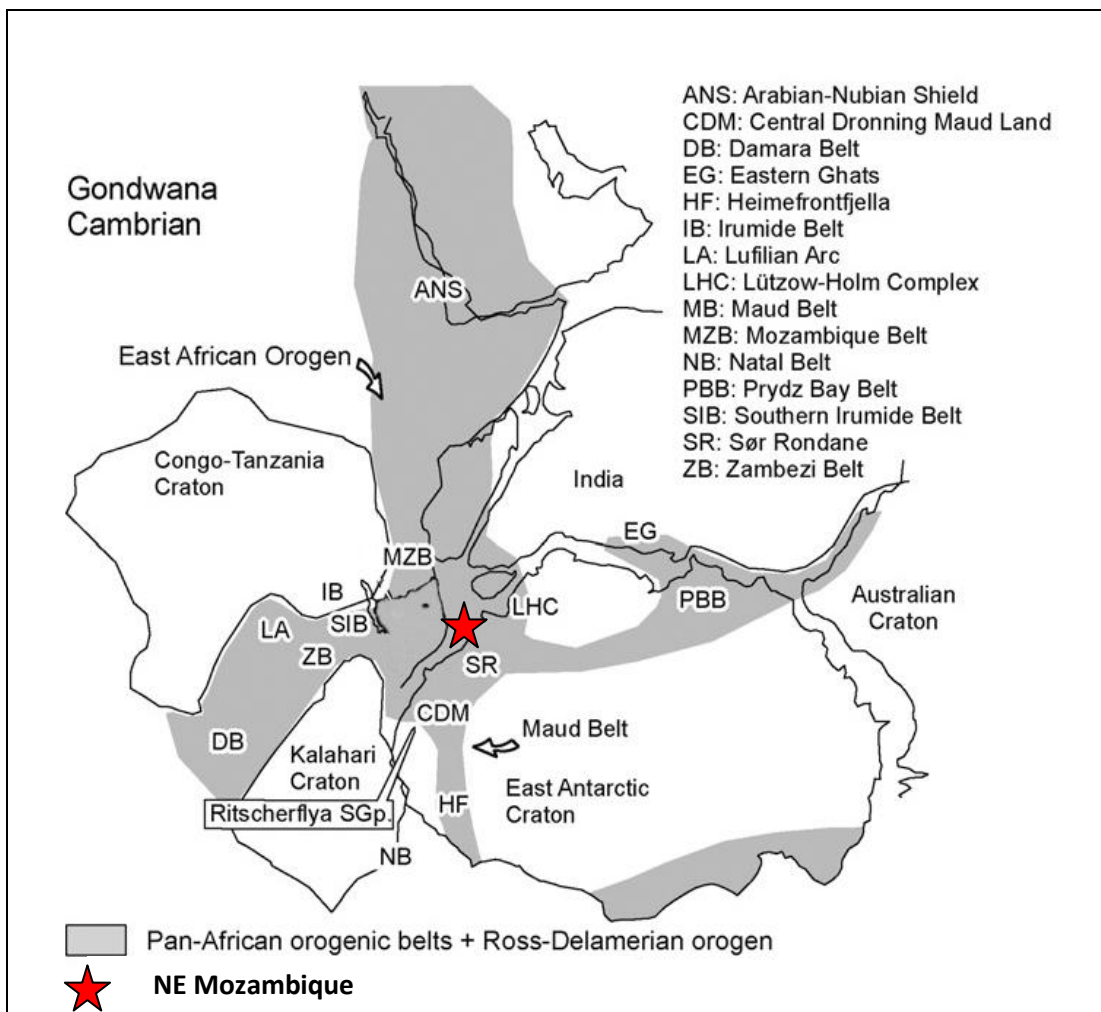 ANS: Arabian-Nubian Shield
CDM: Central Dronning Maud Land
DB: Damara Belt
EG: Eastern Ghats
HF: Heimefrontfjella
IB: Irumide Belt
LA: Lufilian Arc
LHC: Lützow-Holm Complex
MB: Maud Belt
MZB: Mozambique Belt
NB: Natal Belt
PBB: Prydz Bay Belt
SIB: Southern Irumide Belt
SR: Sør Rondane
ZB: Zambezi Belt
Gondwana
Cambrian
ANS
East African Orogen
Congo-Tanzania
Craton
India
EG
MZB
IB
LHC
PBB
Australian
Craton
LA
SIB
ZB
SR
CDM
Maud Belt
DB
Kalahari
Craton
East Antarctic
Craton
HF
Ritscherflya SGp.
NB
Pan-African orogenic belts + Ross-Delamerian orogen
NE Mozambique